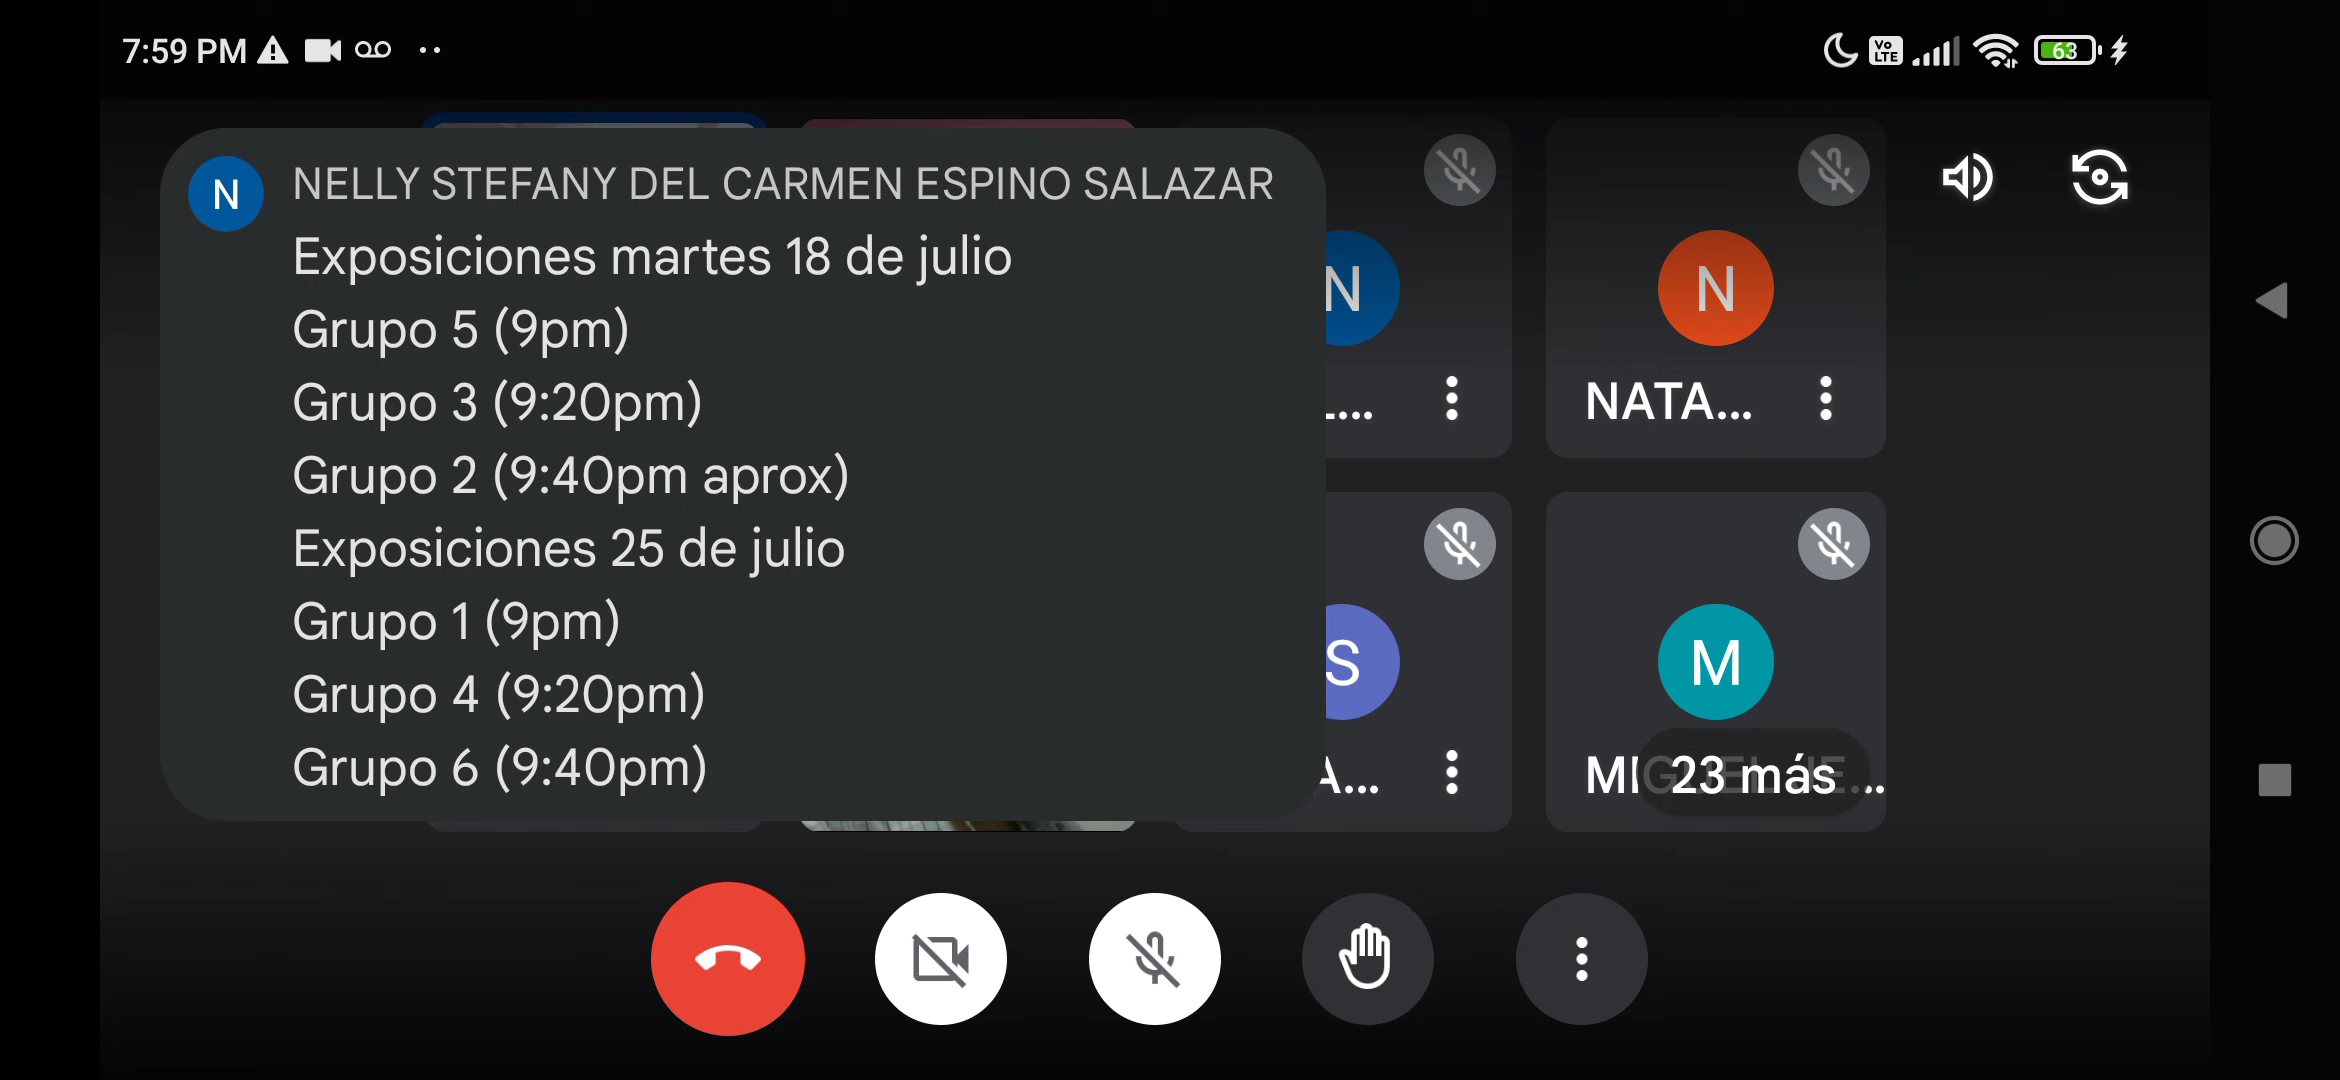 7:59 PM
Vo LTE
63
N
NELLY STEFANY DEL CARMEN ESPINO SALAZAR
Exposiciones martes 18 de julio
Grupo 5 (9pm)
Grupo 3 (9:20pm)
Grupo 2 (9:40pm aprox)
Exposiciones 25 de julio
Grupo 1 (9pm)
Grupo 4 (9:20pm)
Grupo 6 (9:40pm)
N
N
NATA...
S
A...
M
23 más